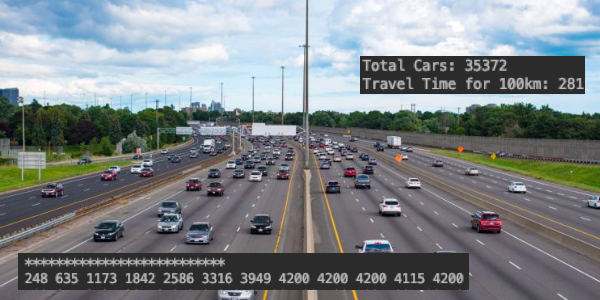 Total Cars: 35372
Travel Time for 100km: 281
************************
248 635 1173 1842 2586 3316 3949 4200 4200 4200 4115 4200